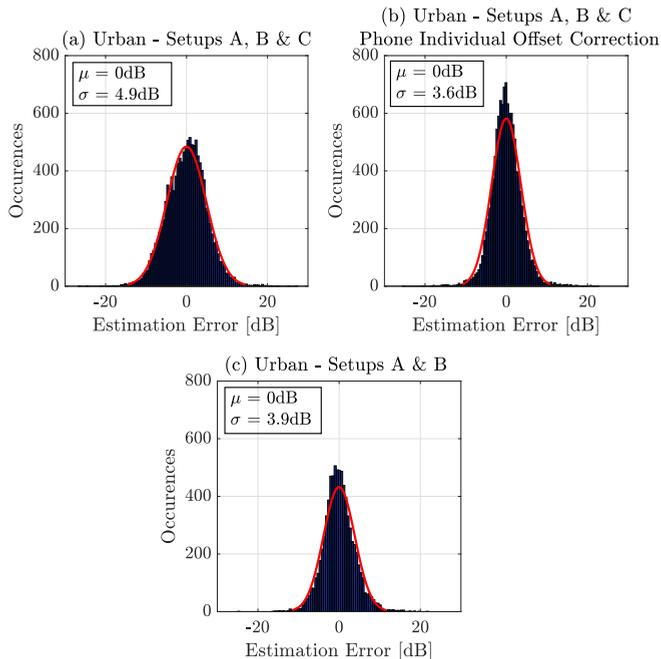 (a) Urban - Setups A, B & C
μ = 0dB
σ = 4.9dB
800
600
400
200
0
Occurences
-20
0
20
Estimation Error [dB]
(b) Urban - Setups A, B & C
Phone Individual Offset Correction
μ = 0dB
σ = 3.6dB
800
600
400
200
0
Occurences
-20
0
20
Estimation Error [dB]
(c) Urban - Setups A & B
μ = 0dB
σ = 3.9dB
800
600
400
200
0
Occurences
-20
0
20
Estimation Error [dB]